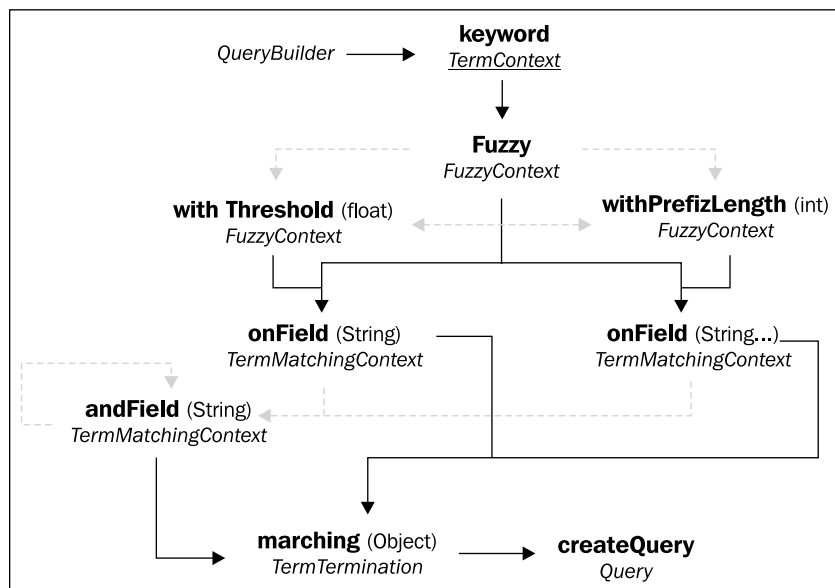 keyword
QueryBuilder
TermContext
Fuzzy
FuzzyContext
with Threshold (float)
FuzzyContext
withPrefizLength (int)
FuzzyContext
onField (String)
TermMatchingContext
onField (String...)
TermMatchingContext
andField (String)
TermMatchingContext
marching (Object)
TermTermination
createQuery
Query